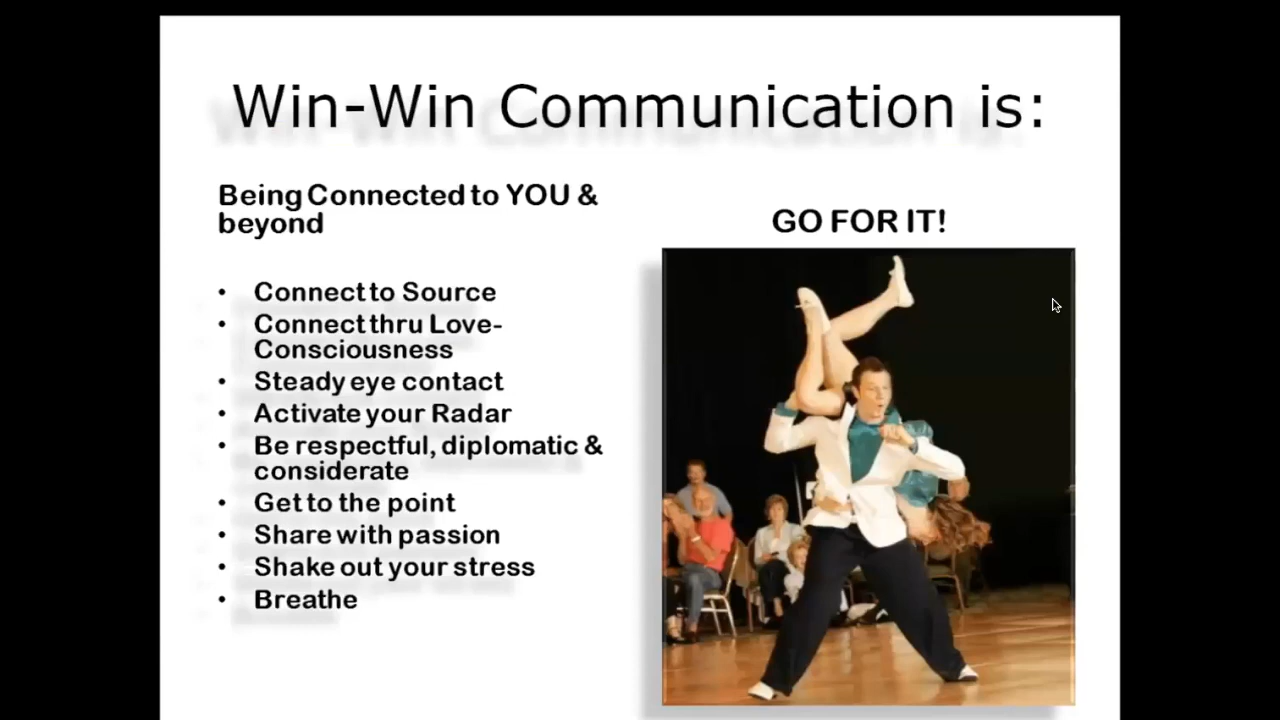 Win-Win Communication is:
Being Connected to YOU &
beyond
GO FOR IT!
• Connect to Source
• Connect thru Love-
Consciousness
• Steady eye contact
• Activate your Radar
• Be respectful, diplomatic &
considerate
• Get to the point
• Share with passion
• Shake out your stress
• Breathe